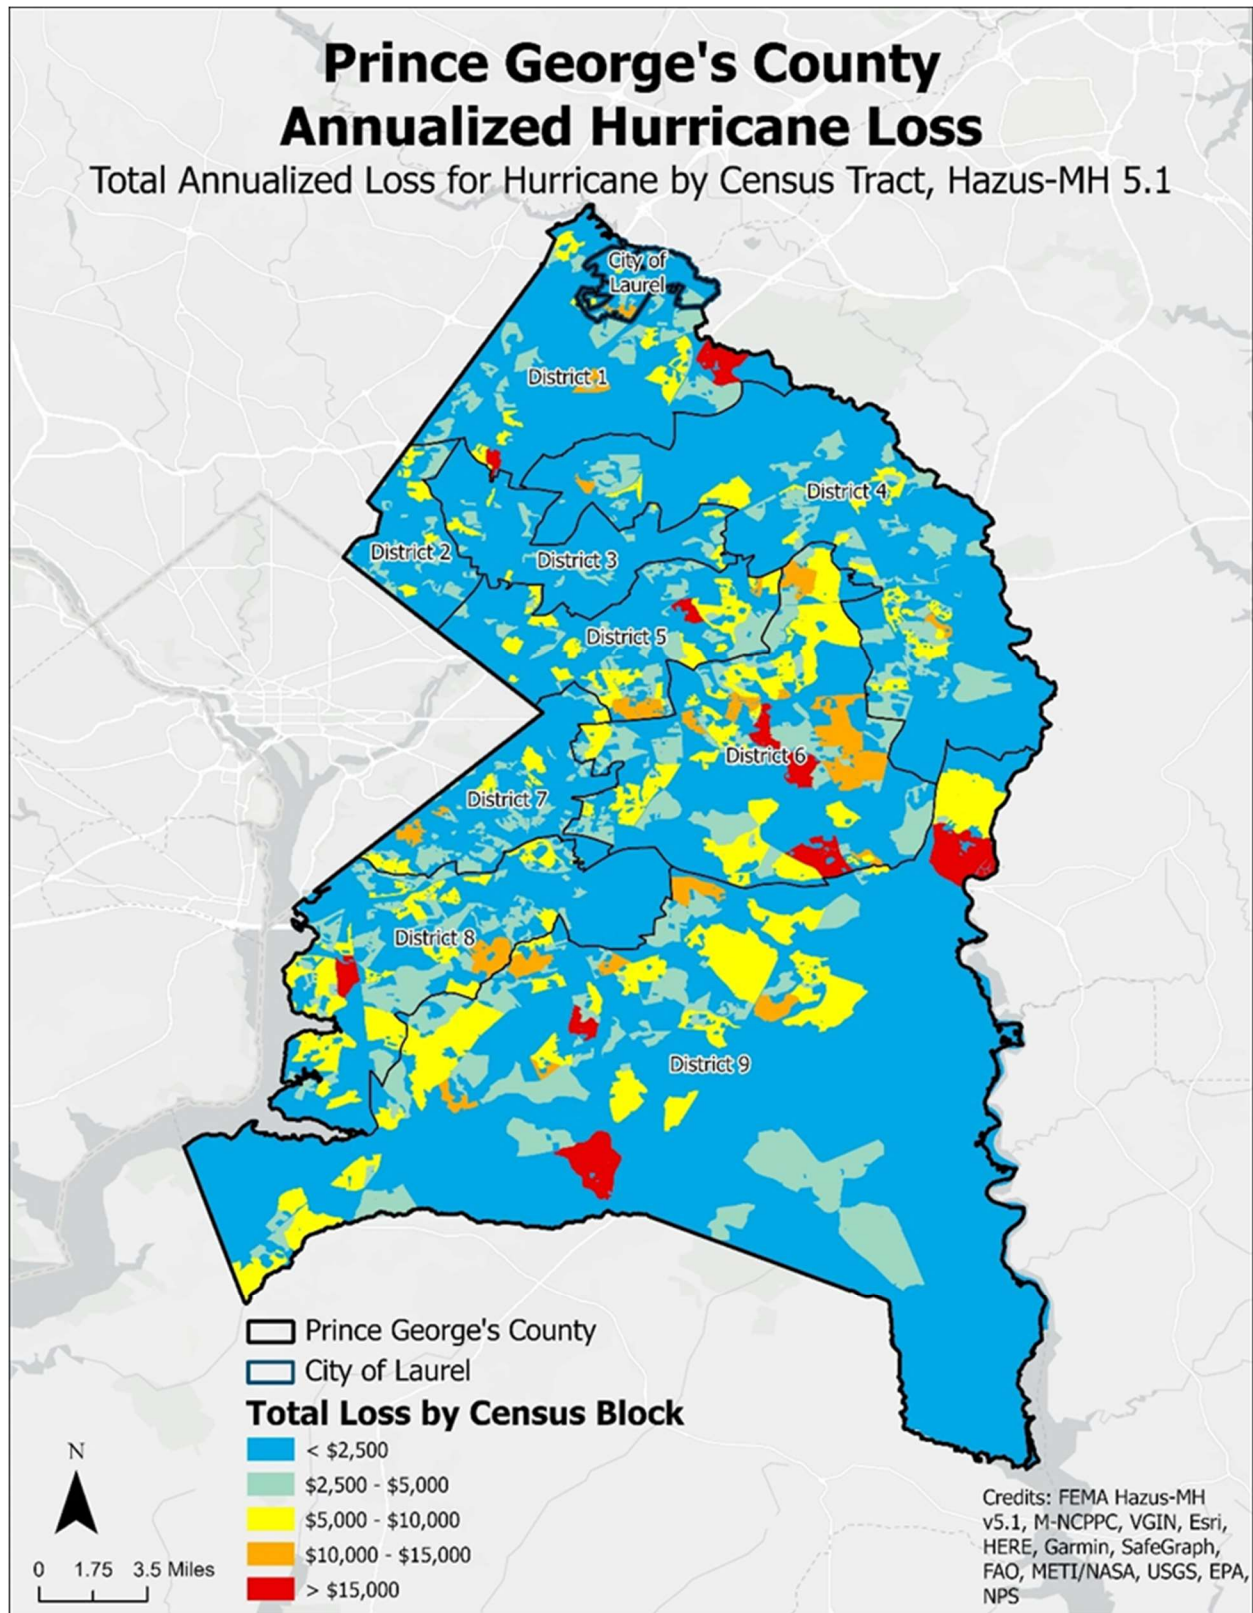 Prince George's County
Annualized Hurricane Loss
Total Annualized Loss for Hurricane by Census Tract, Hazus-MH 5.1
City of
Laurel
District 1
District 4
District 2
District 3
District 5
District 6
District 7
District 8
District 9
Prince George's County
City of Laurel
Total Loss by Census Block
< $2,500
$2,500 - $5,000
$5,000 - $10,000
$10,000 - $15,000
> $15,000
N
0 1.75 3.5 Miles
Credits: FEMA Hazus-MH
v5.1, M-NCPPC, VGIN, Esri,
HERE, Garmin, SafeGraph,
FAO, METI/NASA, USGS, EPA,
NPS